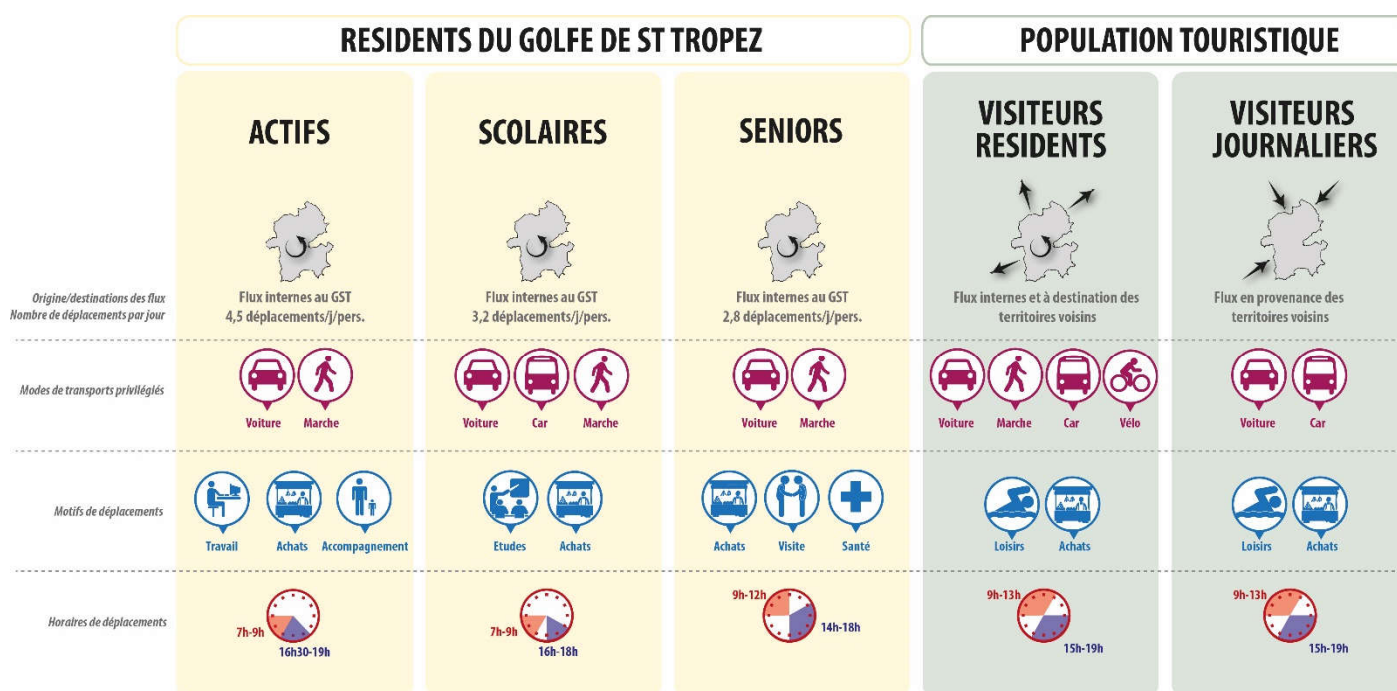 RESIDENTS DU GOLFE DE ST TROPEZ
POPULATION TOURISTIQUE
ACTIFS
SCOLAIRES
SENIORS
VISITEURS
RESIDENTS
VISITEURS
JOURNALIERS
Origine/destinations des flux
Nombre de déplacements par jour
Flux internes au GST
4,5 déplacements/j/pers.
Flux internes au GST
3,2 déplacements/j/pers.
Flux internes au GST
2,8 déplacements/j/pers.
Flux internes et à destination des
territoires voisins
Flux en provenance des
territoires voisins
Modes de transports privilégiés
Voiture Marche
Voiture Car Marche
Voiture Marche
Voiture Marche Car Vélo
Voiture Car
Motifs de déplacements
Travail Achats Accompagnement
Etudes Achats
Achats Visite Santé
Loisirs Achats
Loisirs Achats
Horaires de déplacements
7h-9h
16h30-19h
7h-9h
16h-18h
9h-12h
14h-18h
9h-13h
15h-19h
9h-13h
15h-19h